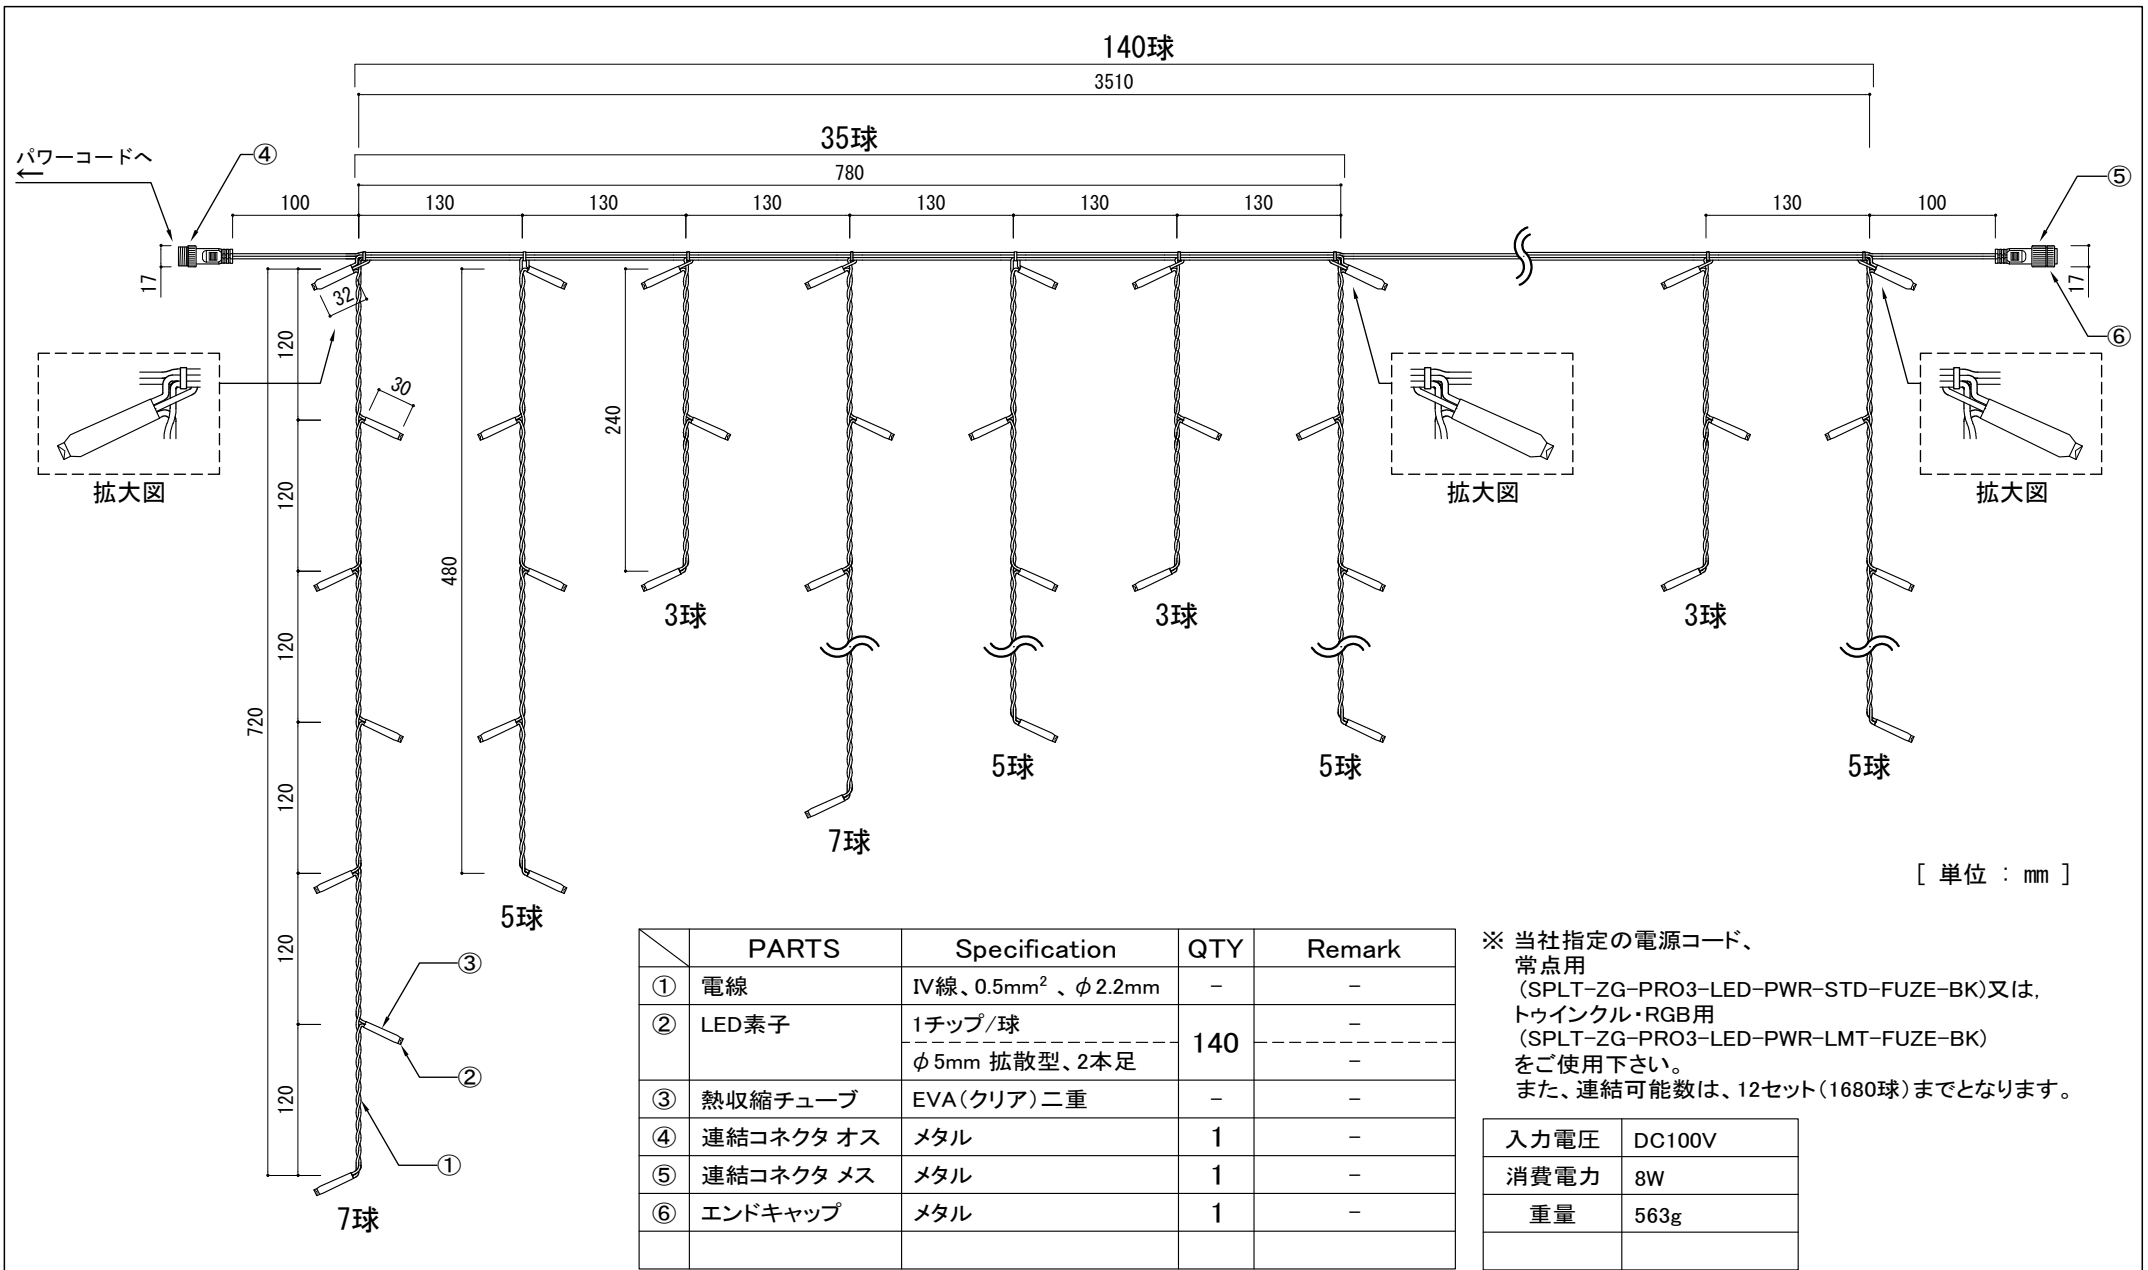 140球
3510
35球
780
パワーコードへ
←
④
⑤
100 130 130 130 130 130 130 130 100
17
32
17
⑥
120
30
240
480
拡大図
拡大図
拡大図
120
3球
3球
3球
120
720
120
5球
5球
5球
7球
[ 単位 : mm ]
5球
120
③
②
120
①
7球
PARTS Specification QTY Remark
① 電線 IV線、0.5mm² 、φ2.2mm － －
② LED素子 1チップ/球 140 －
φ5mm 拡散型、2本足 －
③ 熱収縮チューブ EVA(クリア)二重 － －
④ 連結コネクタ オス メタル 1 －
⑤ 連結コネクタ メス メタル 1 －
⑥ エンドキャップ メタル 1 －
※ 当社指定の電源コード、
常点用
(SPLT-ZG-PRO3-LED-PWR-STD-FUZE-BK)又は,
トゥインクル・RGB用
(SPLT-ZG-PRO3-LED-PWR-LMT-FUZE-BK)
をご使用下さい。
また、連結可能数は、12セット(1680球)までとなります。
入力電圧 DC100V
消費電力 8W
重量 563g